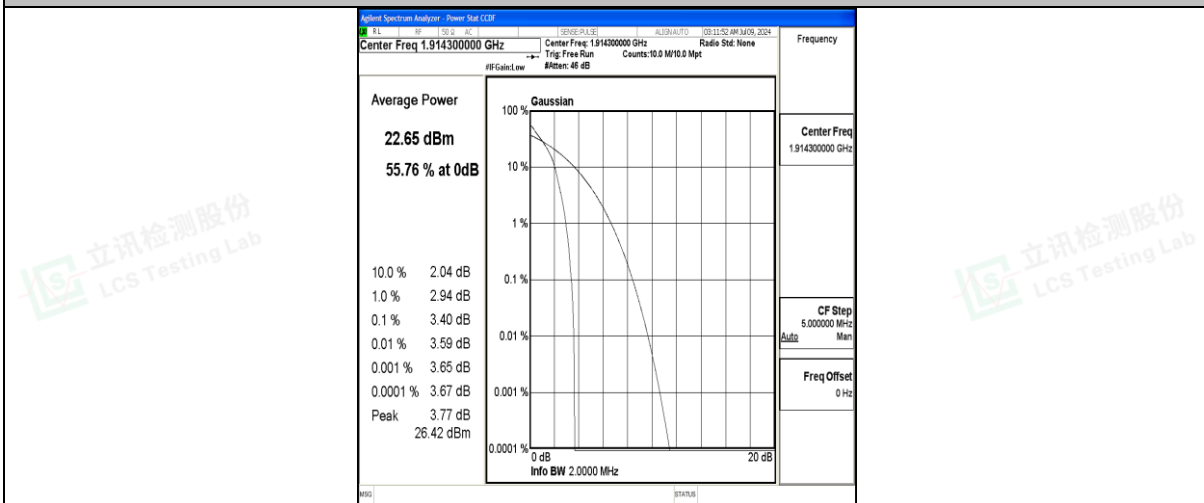 Agilent Spectrum Analyzer - Power Stat CCDF
RL RF 50 Ω AC SENSE:PULSE ALIGN AUTO 03:11:52 AM Jul 09, 2024
Center Freq 1.914300000 GHz
Center Freq: 1.914300000 GHz Radio Std: None
Trig: Free Run Counts:10.0 M/10.0 Mpt
#IFGain:Low #Atten: 46 dB
Frequency
Average Power
22.65 dBm
55.76 % at 0dB
10.0 % 2.04 dB
1.0 % 2.94 dB
0.1 % 3.40 dB
0.01 % 3.59 dB
0.001 % 3.65 dB
0.0001 % 3.67 dB
Peak 3.77 dB
26.42 dBm
Gaussian
100 %
10 %
1 %
0.1 %
0.01 %
0.001 %
0.0001 %
0 dB 20 dB
Info BW 2.0000 MHz
Center Freq
1.914300000 GHz
CF Step
5.000000 MHz
Auto Man
Freq Offset
0 Hz
MSG STATUS
立讯检测股份
LCS Testing Lab
立讯检测股份
LCS Testing Lab